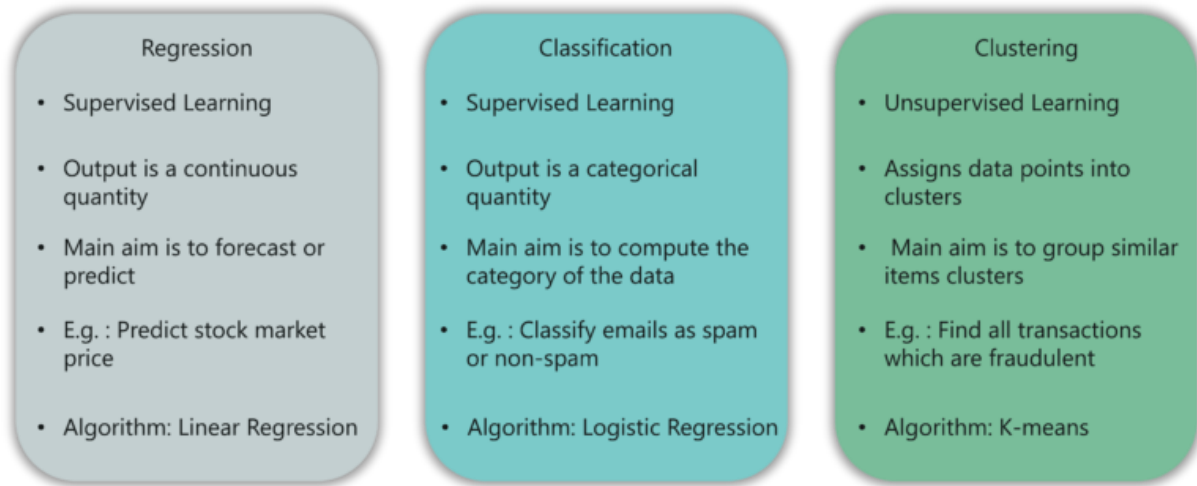 Regression
• Supervised Learning
• Output is a continuous
quantity
• Main aim is to forecast or
predict
• E.g. : Predict stock market
price
• Algorithm: Linear Regression
Classification
• Supervised Learning
• Output is a categorical
quantity
• Main aim is to compute the
category of the data
• E.g. : Classify emails as spam
or non-spam
• Algorithm: Logistic Regression
Clustering
• Unsupervised Learning
• Assigns data points into
clusters
• Main aim is to group similar
items clusters
• E.g. : Find all transactions
which are fraudulent
• Algorithm: K-means